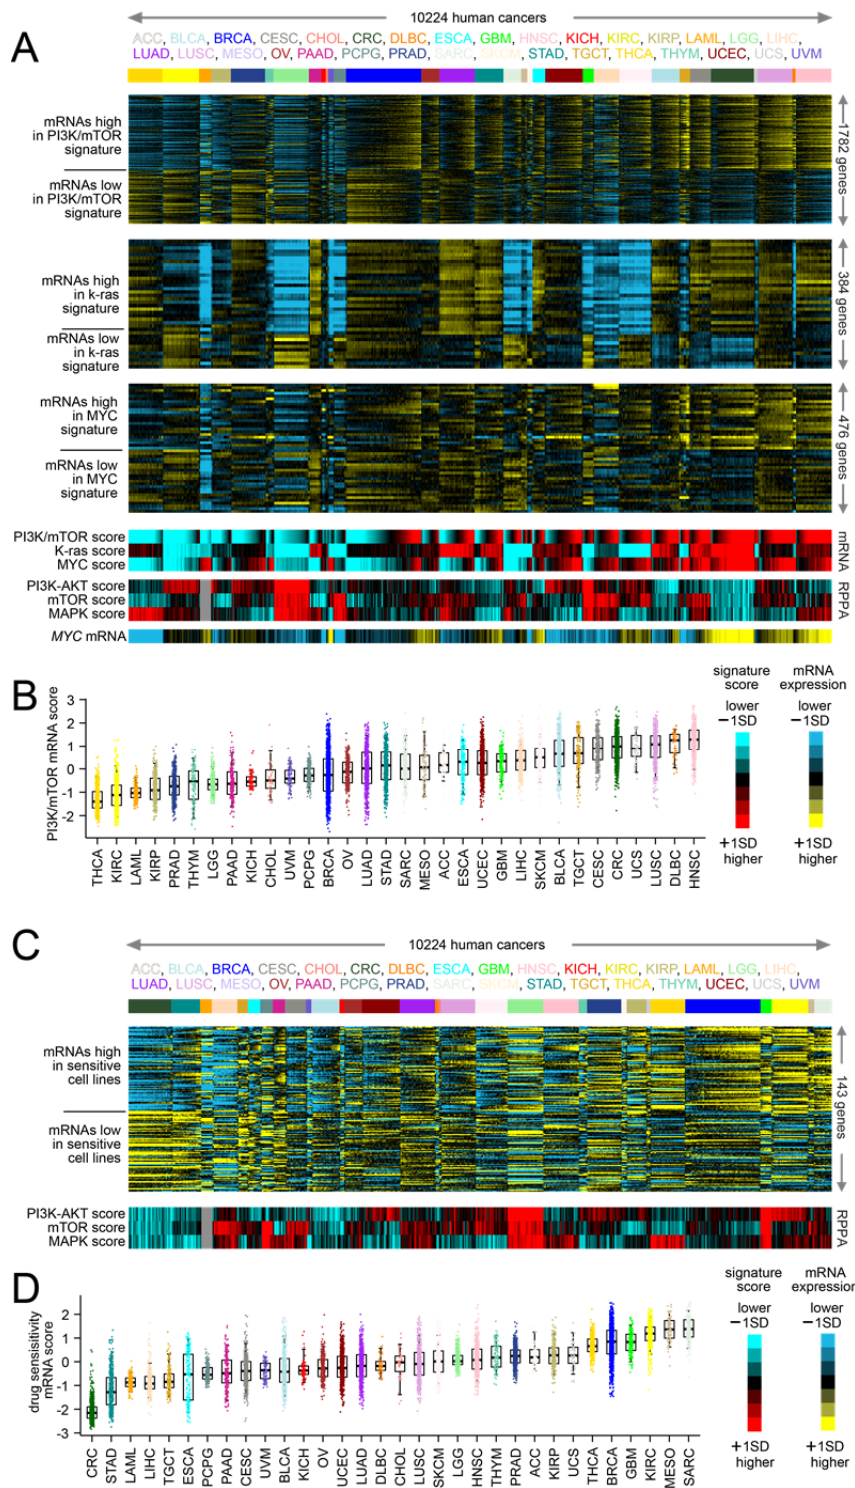 A
10224 human cancers
ACC, BLCA, BRCA, CESC, CHOL, CRC, DLBC, ESCA, GBM, HNSC, KICH, KIRC, KIRP, LAML, LGG, LIHC,
LUAD, LUSC, MESO, OV, PAAD, PCPG, PRAD, SARC, SKCM, STAD, TGCT, THCA, THYM, UCEC, UCS, UVM
mRNAs high
in PI3K/mTOR
signature
mRNAs low
in PI3K/mTOR
signature
1782 genes
mRNAs high
in k-ras
signature
mRNAs low
in k-ras
signature
384 genes
mRNAs high
in MYC
signature
mRNAs low
in MYC
signature
476 genes
PI3K/mTOR score
K-ras score
MYC score
mRNA
PI3K-AKT score
mTOR score
MAPK score
RPPA
MYC mRNA
B
PI3K/mTOR mRNA score
3
2
1
0
-1
-2
THCA KIRC LAML KIRP PRAD THYM LGG PAAD KICH CHOL UVM PCPG BRCA OV LUAD STAD SARC MESO ACC ESCA UCEC GBM LIHC SKCM BLCA TGCT CESC CRC UCS LUSC DLBC HNSC
signature score
mRNA expression
lower
−1SD
lower
−1SD
+1SD
higher
+1SD
higher
C
10224 human cancers
ACC, BLCA, BRCA, CESC, CHOL, CRC, DLBC, ESCA, GBM, HNSC, KICH, KIRC, KIRP, LAML, LGG, LIHC,
LUAD, LUSC, MESO, OV, PAAD, PCPG, PRAD, SARC, SKCM, STAD, TGCT, THCA, THYM, UCEC, UCS, UVM
mRNAs high
in sensitive
cell lines
mRNAs low
in sensitive
cell lines
143 genes
PI3K-AKT score
mTOR score
MAPK score
RPPA
D
drug sensisitivity
mRNA score
2
1
0
-1
-2
-3
CRC STAD LAML LIHC TGCT ESCA PCPG PAAD CESC UVM BLCA KICH OV UCEC LUAD DLBC CHOL LUSC SKCM LGG HNSC THYM PRAD ACC KIRP UCS THCA BRCA GBM KIRC MESO SARC
signature score
mRNA expression
lower
−1SD
lower
−1SD
+1SD
higher
+1SD
higher